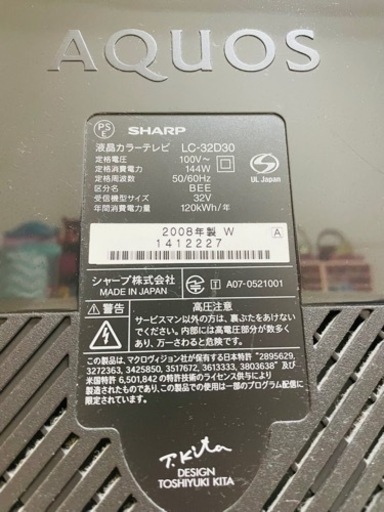 AQUOS
PS E SHARP
液晶カラーテレビ LC-32D30
定格電圧 100V～
定格消費電力 144W
定格周波数 50/60Hz
区分名 BEE
受信機型サイズ 32V
年間消費電力量 120kWh/年
UL Japan
2008年製 W A
1412227
シャープ株式会社
MADE IN JAPAN
T A07-0521001
警告
高圧注意
サービスマン以外の方は、裏ぶたをあけない
でください。内部には高電圧部分が数多く
あり、万一さわると危険です。
この製品は、マクロヴィジョン社が保有する日本特許 "2895629,
3272363, 3425850, 3517672, 3613333, 3803638" 及び
米国特許 6,501,842 の特許技術のライセンス供与により
製造されたものであり、その使用は一部のプログラム配信に
限定されています。
T. Kita
DESIGN
TOSHIYUKI KITA